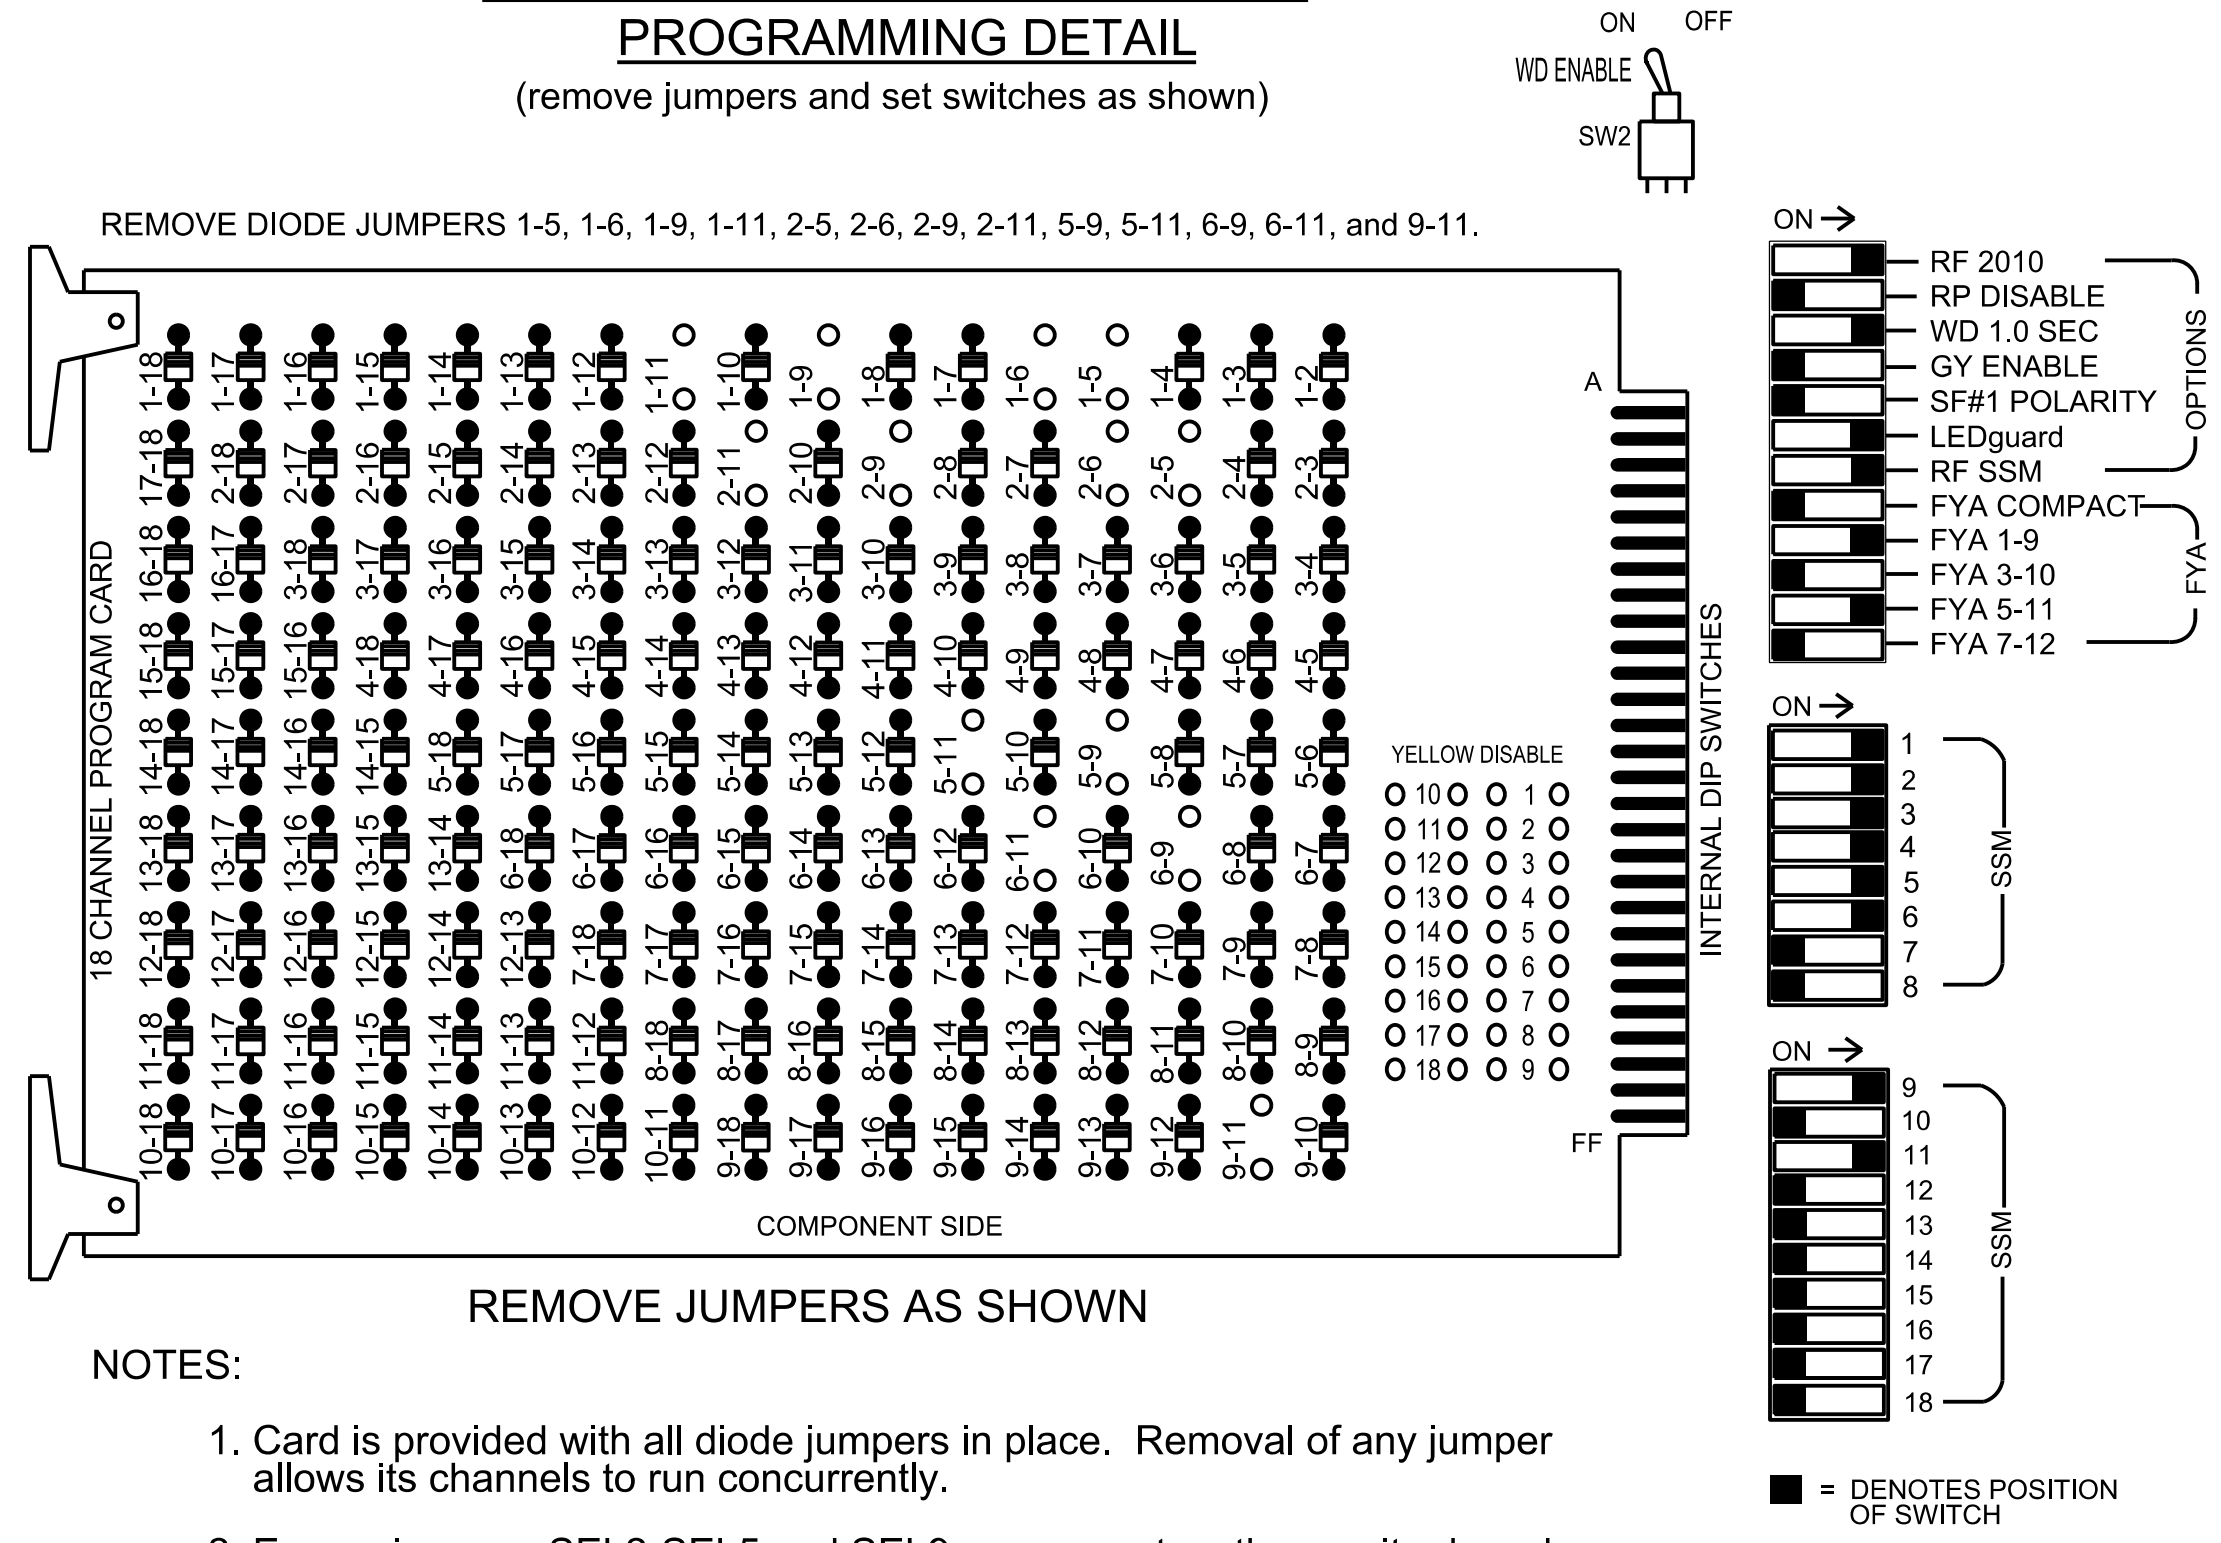 PROGRAMMING DETAIL
(remove jumpers and set switches as shown)
ON OFF
WD ENABLE
SW2
REMOVE DIODE JUMPERS 1-5, 1-6, 1-9, 1-11, 2-5, 2-6, 2-9, 2-11, 5-9, 5-11, 6-9, 6-11, and 9-11.
18 CHANNEL PROGRAM CARD
1-18 1-17 1-16 1-15 1-14 1-13 1-12 1-11 1-10 1-9 1-8 1-7 1-6 1-5 1-4 1-3 1-2
17-18 2-18 2-17 2-16 2-15 2-14 2-13 2-12 2-11 2-10 2-9 2-8 2-7 2-6 2-5 2-4 2-3
16-18 16-17 3-18 3-17 3-16 3-15 3-14 3-13 3-12 3-11 3-10 3-9 3-8 3-7 3-6 3-5 3-4
15-18 15-17 15-16 4-18 4-17 4-16 4-15 4-14 4-13 4-12 4-11 4-10 4-9 4-8 4-7 4-6 4-5
14-18 14-17 14-16 14-15 5-18 5-17 5-16 5-15 5-14 5-13 5-12 5-11 5-10 5-9 5-8 5-7 5-6
13-18 13-17 13-16 13-15 13-14 6-18 6-17 6-16 6-15 6-14 6-13 6-12 6-11 6-10 6-9 6-8 6-7
12-18 12-17 12-16 12-15 12-14 12-13 7-18 7-17 7-16 7-15 7-14 7-13 7-12 7-11 7-10 7-9 7-8
11-18 11-17 11-16 11-15 11-14 11-13 11-12 8-18 8-17 8-16 8-15 8-14 8-13 8-12 8-11 8-10 8-9
10-18 10-17 10-16 10-15 10-14 10-13 10-12 10-11 9-18 9-17 9-16 9-15 9-14 9-13 9-12 9-11 9-10
YELLOW DISABLE
10 1
11 2
12 3
13 4
14 5
15 6
16 7
17 8
18 9
A
FF
COMPONENT SIDE
INTERNAL DIP SWITCHES
ON
RF 2010
RP DISABLE
WD 1.0 SEC
GY ENABLE
SF#1 POLARITY
LEDguard
RF SSM
OPTIONS
FYA COMPACT
FYA 1-9
FYA 3-10
FYA 5-11
FYA 7-12
FYA
ON
1
2
3
4
5
6
7
8
SSM
ON
9
10
11
12
13
14
15
16
17
18
SSM
= DENOTES POSITION
OF SWITCH
REMOVE JUMPERS AS SHOWN
NOTES:
1. Card is provided with all diode jumpers in place. Removal of any jumper
allows its channels to run concurrently.